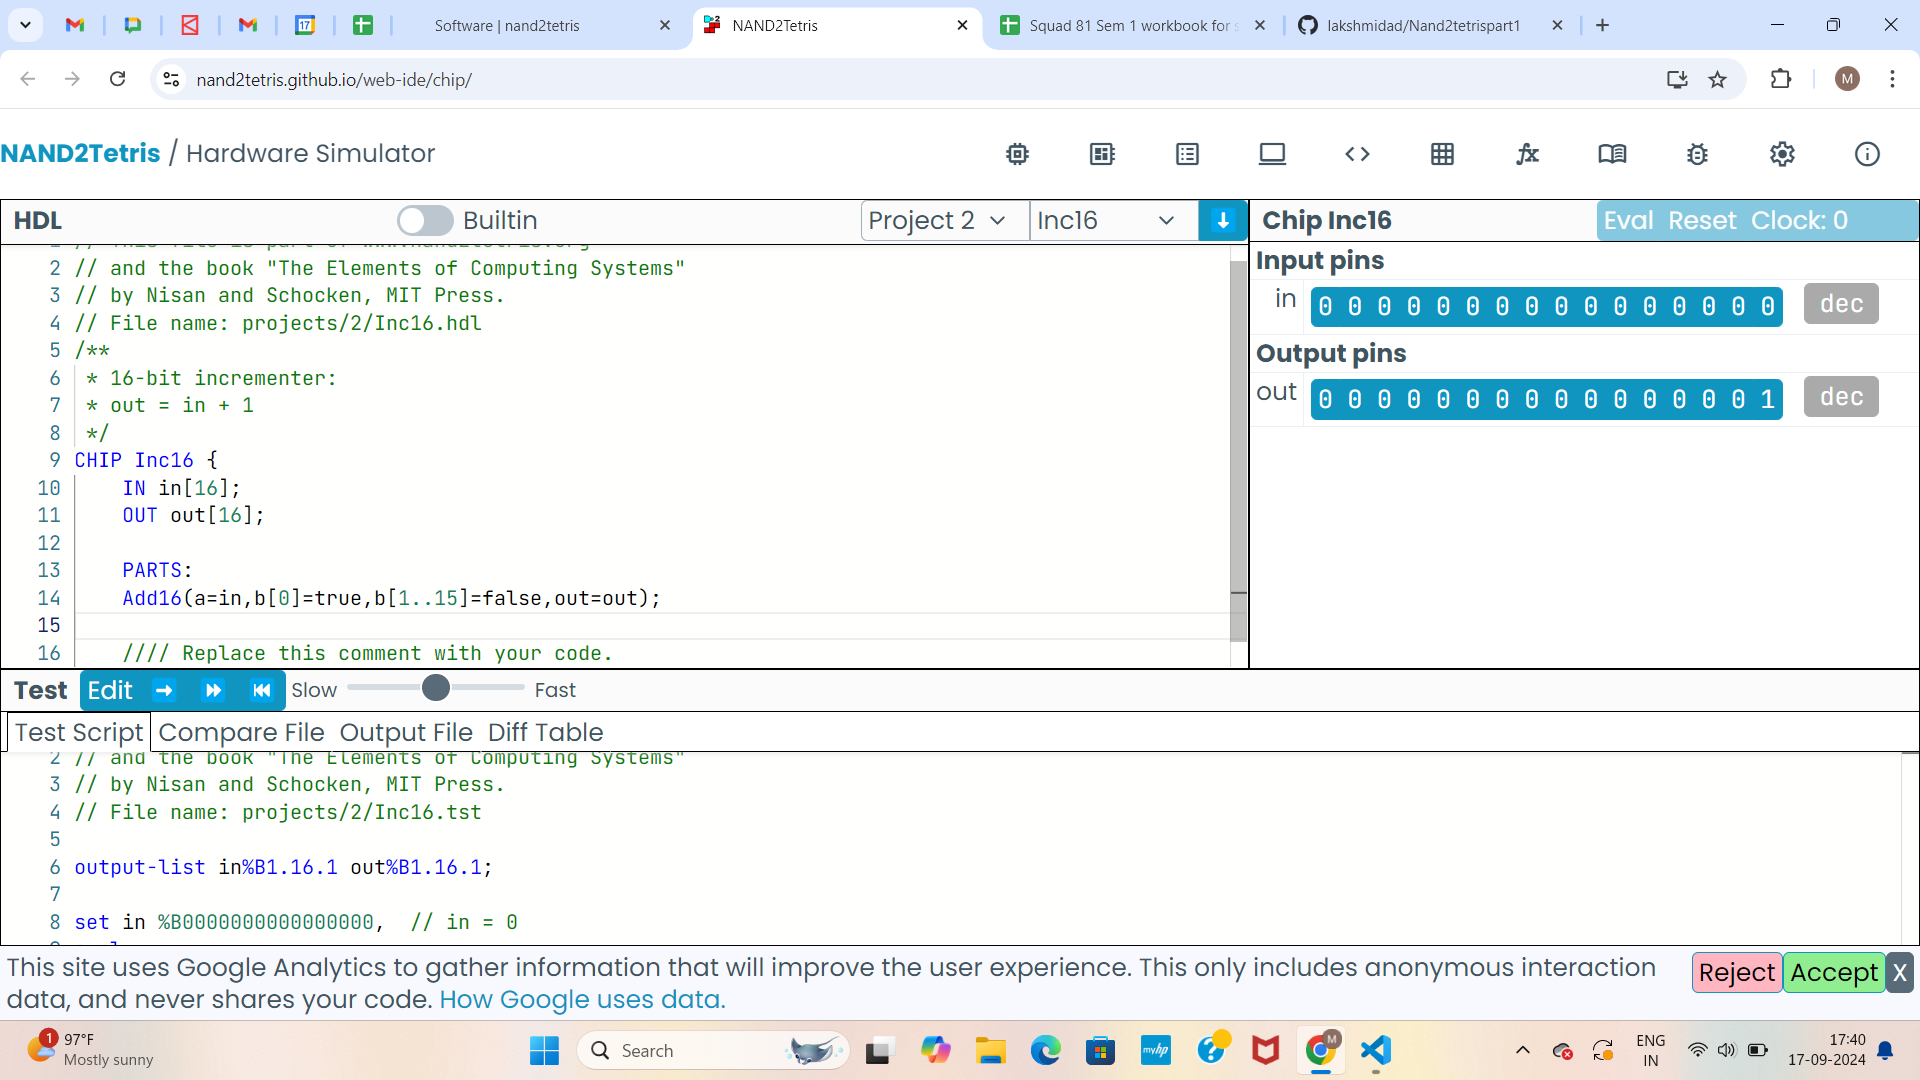 Software | nand2tetris
NAND2Tetris
Squad 81 Sem 1 workbook for s
lakshmidad/Nand2tetrispart1
17
nand2tetris.github.io/web-ide/chip/
M
NAND2Tetris / Hardware Simulator
HDL
Builtin
Project 2
Inc16
Chip Inc16
Eval Reset Clock: 0
2 // and the book "The Elements of Computing Systems"
3 // by Nisan and Schocken, MIT Press.
4 // File name: projects/2/Inc16.hdl
5 /**
6 * 16-bit incrementer:
7 * out = in + 1
8 */
9 CHIP Inc16 {
10 IN in[16];
11 OUT out[16];
12
13 PARTS:
14 Add16(a=in,b[0]=true,b[1..15]=false,out=out);
15
16 //// Replace this comment with your code.
Input pins
in 0 0 0 0 0 0 0 0 0 0 0 0 0 0 0 0 dec
Output pins
out 0 0 0 0 0 0 0 0 0 0 0 0 0 0 0 1 dec
Test Edit Slow Fast
Test Script Compare File Output File Diff Table
2 // and the book "The Elements of Computing Systems"
3 // by Nisan and Schocken, MIT Press.
4 // File name: projects/2/Inc16.tst
5
6 output-list in%B1.16.1 out%B1.16.1;
7
8 set in %B0000000000000000, // in = 0
This site uses Google Analytics to gather information that will improve the user experience. This only includes anonymous interaction
data, and never shares your code. How Google uses data.
Reject Accept X
1
97°F
Mostly sunny
Search
myhp
M
ENG
IN
17:40
17-09-2024